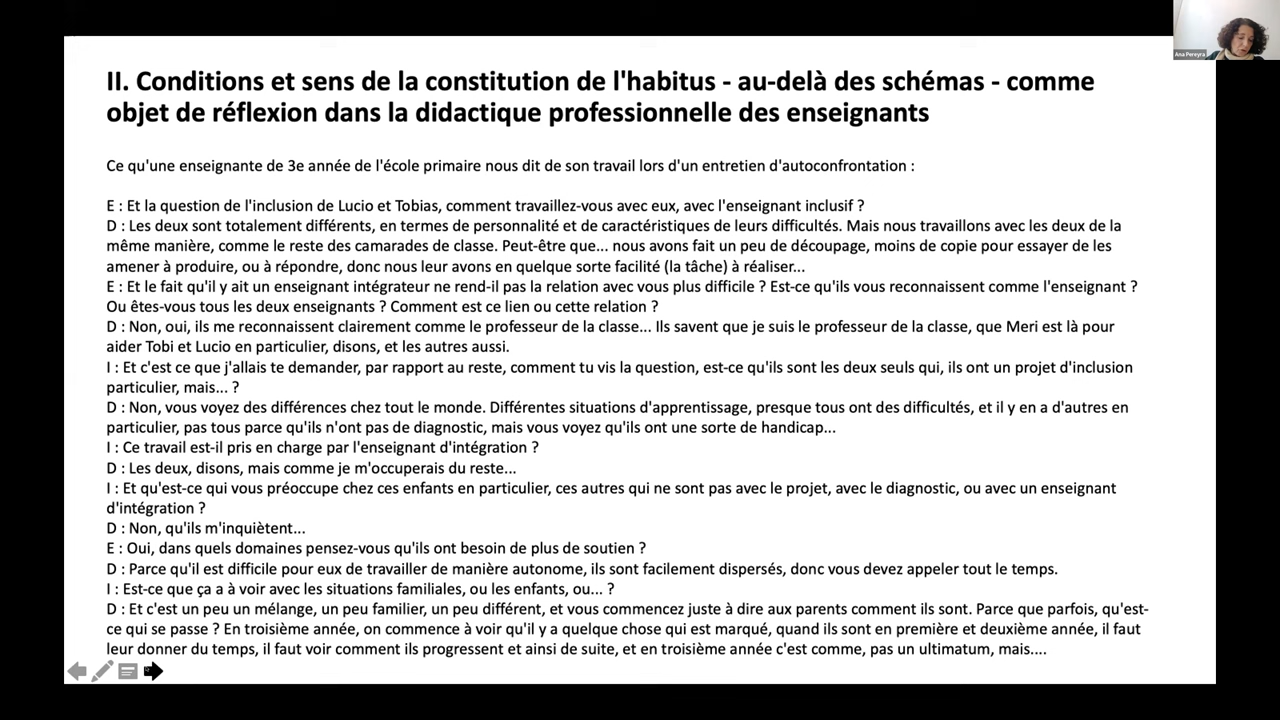 Ana Pereyra
II. Conditions et sens de la constitution de l'habitus - au-delà des schémas - comme
objet de réflexion dans la didactique professionnelle des enseignants
Ce qu'une enseignante de 3e année de l'école primaire nous dit de son travail lors d'un entretien d'autoconfrontation :
E : Et la question de l'inclusion de Lucio et Tobias, comment travaillez-vous avec eux, avec l'enseignant inclusif ?
D : Les deux sont totalement différents, en termes de personnalité et de caractéristiques de leurs difficultés. Mais nous travaillons avec les deux de la
même manière, comme le reste des camarades de classe. Peut-être que... nous avons fait un peu de découpage, moins de copie pour essayer de les
amener à produire, ou à répondre, donc nous leur avons en quelque sorte facilité (la tâche) à réaliser...
E : Et le fait qu'il y ait un enseignant intégrateur ne rend-il pas la relation avec vous plus difficile ? Est-ce qu'ils vous reconnaissent comme l'enseignant ?
Ou êtes-vous tous les deux enseignants ? Comment est ce lien ou cette relation ?
D : Non, oui, ils me reconnaissent clairement comme le professeur de la classe... Ils savent que je suis le professeur de la classe, que Meri est là pour
aider Tobi et Lucio en particulier, disons, et les autres aussi.
I : Et c'est ce que j'allais te demander, par rapport au reste, comment tu vis la question, est-ce qu'ils sont les deux seuls qui, ils ont un projet d'inclusion
particulier, mais... ?
D : Non, vous voyez des différences chez tout le monde. Différentes situations d'apprentissage, presque tous ont des difficultés, et il y en a d'autres en
particulier, pas tous parce qu'ils n'ont pas de diagnostic, mais vous voyez qu'ils ont une sorte de handicap...
I : Ce travail est-il pris en charge par l'enseignant d'intégration ?
D : Les deux, disons, mais comme je m'occuperais du reste...
I : Et qu'est-ce qui vous préoccupe chez ces enfants en particulier, ces autres qui ne sont pas avec le projet, avec le diagnostic, ou avec un enseignant
d'intégration ?
D : Non, qu'ils m'inquiètent...
E : Oui, dans quels domaines pensez-vous qu'ils ont besoin de plus de soutien ?
D : Parce qu'il est difficile pour eux de travailler de manière autonome, ils sont facilement dispersés, donc vous devez appeler tout le temps.
I : Est-ce que ça a à voir avec les situations familiales, ou les enfants, ou... ?
D : Et c'est un peu un mélange, un peu familier, un peu différent, et vous commencez juste à dire aux parents comment ils sont. Parce que parfois, qu'est-
ce qui se passe ? En troisième année, on commence à voir qu'il y a quelque chose qui est marqué, quand ils sont en première et deuxième année, il faut
leur donner du temps, il faut voir comment ils progressent et ainsi de suite, et en troisième année c'est comme, pas un ultimatum, mais....